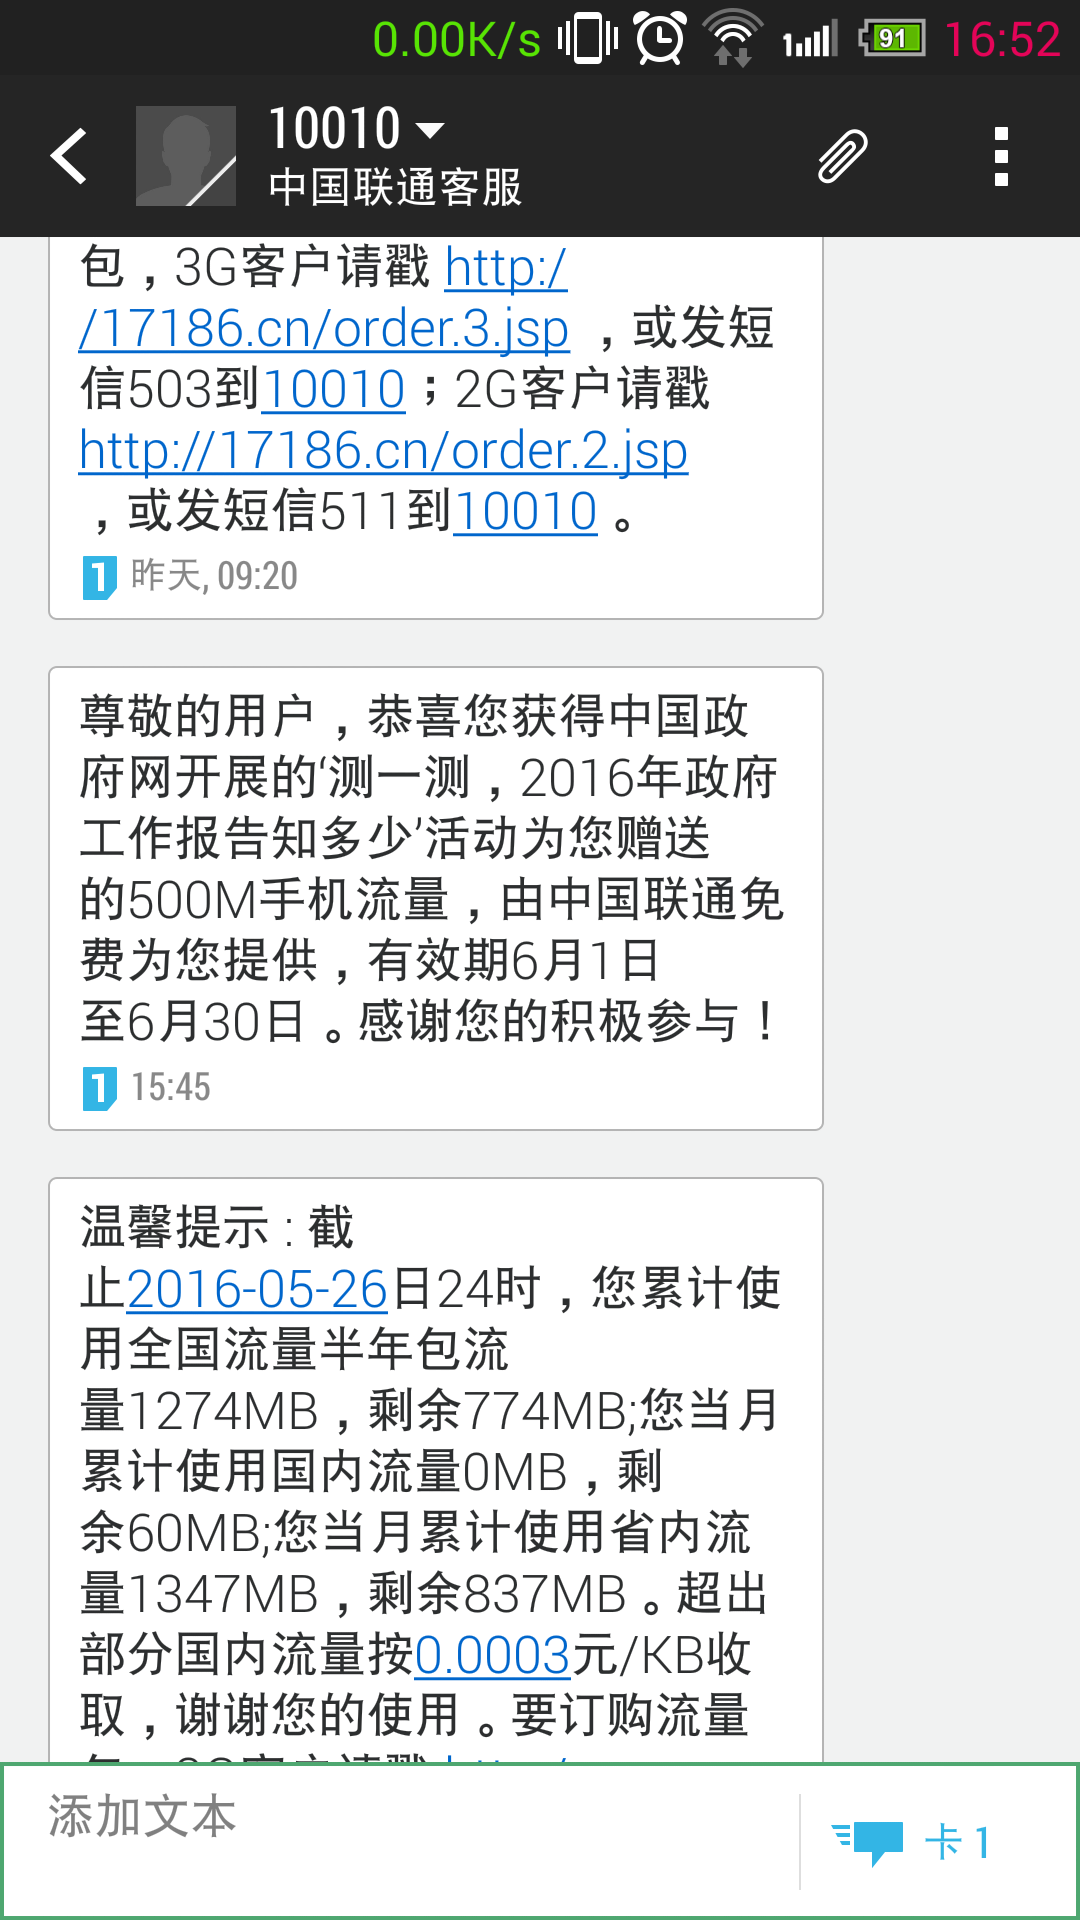 0.00K/s 91 16:52
10010
中国联通客服
包，3G客户请戳 http:/
/17186.cn/order.3.jsp ，或发短
信503到10010；2G客户请戳
http://17186.cn/order.2.jsp
，或发短信511到10010。
1 昨天, 09:20
尊敬的用户，恭喜您获得中国政
府网开展的‘测一测，2016年政府
工作报告知多少’活动为您赠送
的500M手机流量，由中国联通免
费为您提供，有效期6月1日
至6月30日。感谢您的积极参与！
1 15:45
温馨提示：截
止2016-05-26日24时，您累计使
用全国流量半年包流
量1274MB，剩余774MB;您当月
累计使用国内流量0MB，剩
余60MB;您当月累计使用省内流
量1347MB，剩余837MB。超出
部分国内流量按0.0003元/KB收
取，谢谢您的使用。要订购流量
添加文本
卡 1